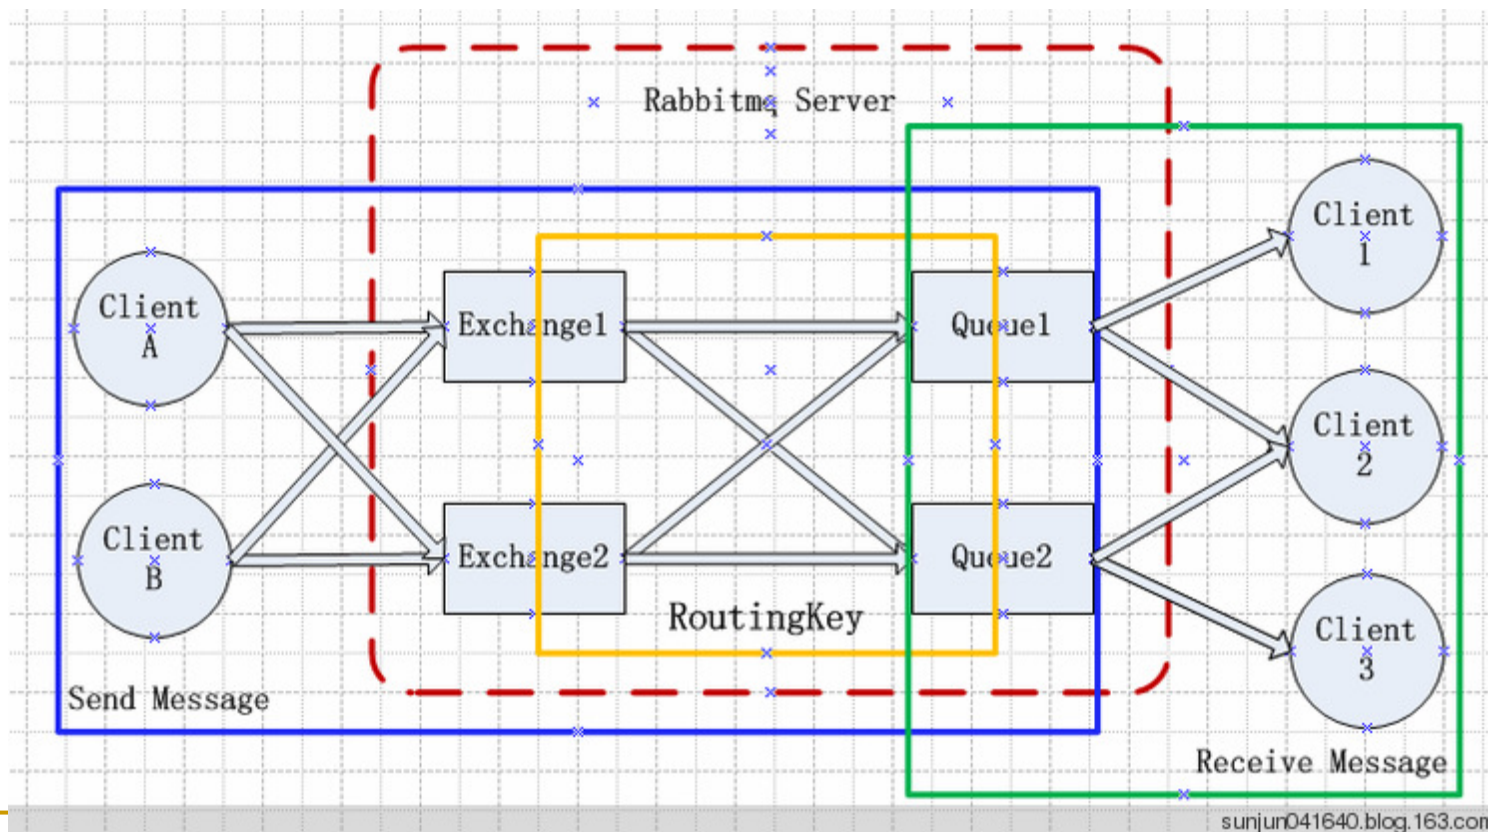 Rabbitmq Server
Client
1
Client
A
Exchange1
Queue1
Client
2
Client
B
Exchange2
Queue2
RoutingKey
Client
3
Send Message
Receive Message
sunjun041640.blog.163.com